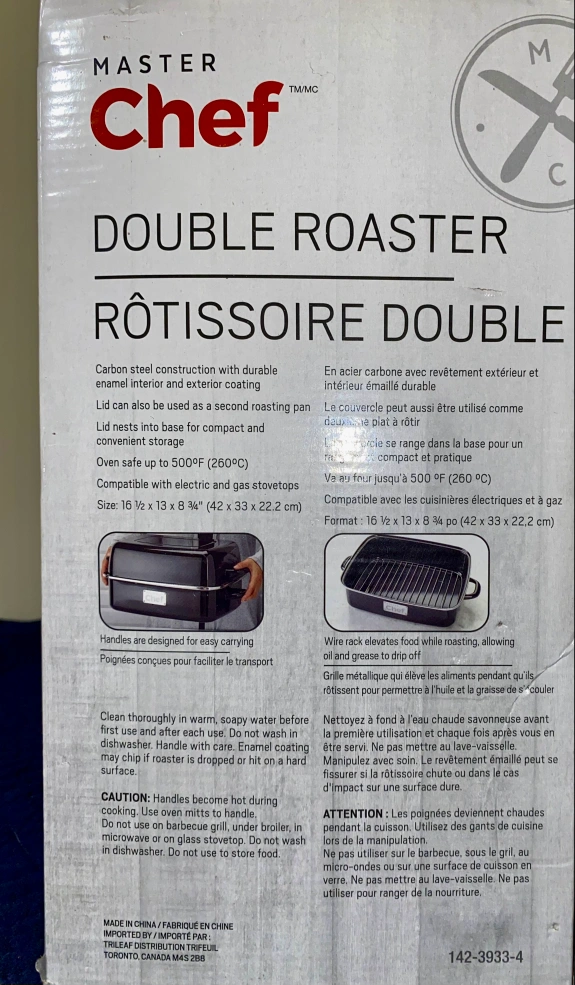 MASTER
Chef TM/MC
M
C
DOUBLE ROASTER
RÔTISSOIRE DOUBLE
Carbon steel construction with durable
enamel interior and exterior coating
Lid can also be used as a second roasting pan
Lid nests into base for compact and
convenient storage
Oven safe up to 500ºF (260ºC)
Compatible with electric and gas stovetops
Size: 16 ½ x 13 x 8 ¾" (42 x 33 x 22.2 cm)
En acier carbone avec revêtement extérieur et
intérieur émaillé durable
Le couvercle peut aussi être utilisé comme
plat à rôtir
se range dans la base pour un
compact et pratique
Va au four jusqu'à 500 ºF (260 ºC)
Compatible avec les cuisinières électriques et à gaz
Format : 16 ½ x 13 x 8 ¾ po (42 x 33 x 22,2 cm)
Chef
Chef
Handles are designed for easy carrying
Poignées conçues pour faciliter le transport
Wire rack elevates food while roasting, allowing
oil and grease to drip off
Grille métallique qui élève les aliments pendant qu'ils
rôtissent pour permettre à l'huile et la graisse de s'écouler
Clean thoroughly in warm, soapy water before
first use and after each use. Do not wash in
dishwasher. Handle with care. Enamel coating
may chip if roaster is dropped or hit on a hard
surface.
CAUTION: Handles become hot during
cooking. Use oven mitts to handle.
Do not use on barbecue grill, under broiler, in
microwave or on glass stovetop. Do not wash
in dishwasher. Do not use to store food.
Nettoyez à fond à l'eau chaude savonneuse avant
la première utilisation et chaque fois après vous en
être servi. Ne pas mettre au lave-vaisselle.
Manipulez avec soin. Le revêtement émaillé peut se
fissurer si la rôtissoire chute ou dans le cas
d'impact sur une surface dure.
ATTENTION : Les poignées deviennent chaudes
pendant la cuisson. Utilisez des gants de cuisine
lors de la manipulation.
Ne pas utiliser sur le barbecue, sous le gril, au
micro-ondes ou sur une surface de cuisson en
verre. Ne pas mettre au lave-vaisselle. Ne pas
utiliser pour ranger de la nourriture.
MADE IN CHINA / FABRIQUÉ EN CHINE
IMPORTED BY / IMPORTÉ PAR :
TRILEAF DISTRIBUTION TRIFEUIL
TORONTO, CANADA M4S 2B8
142-3933-4